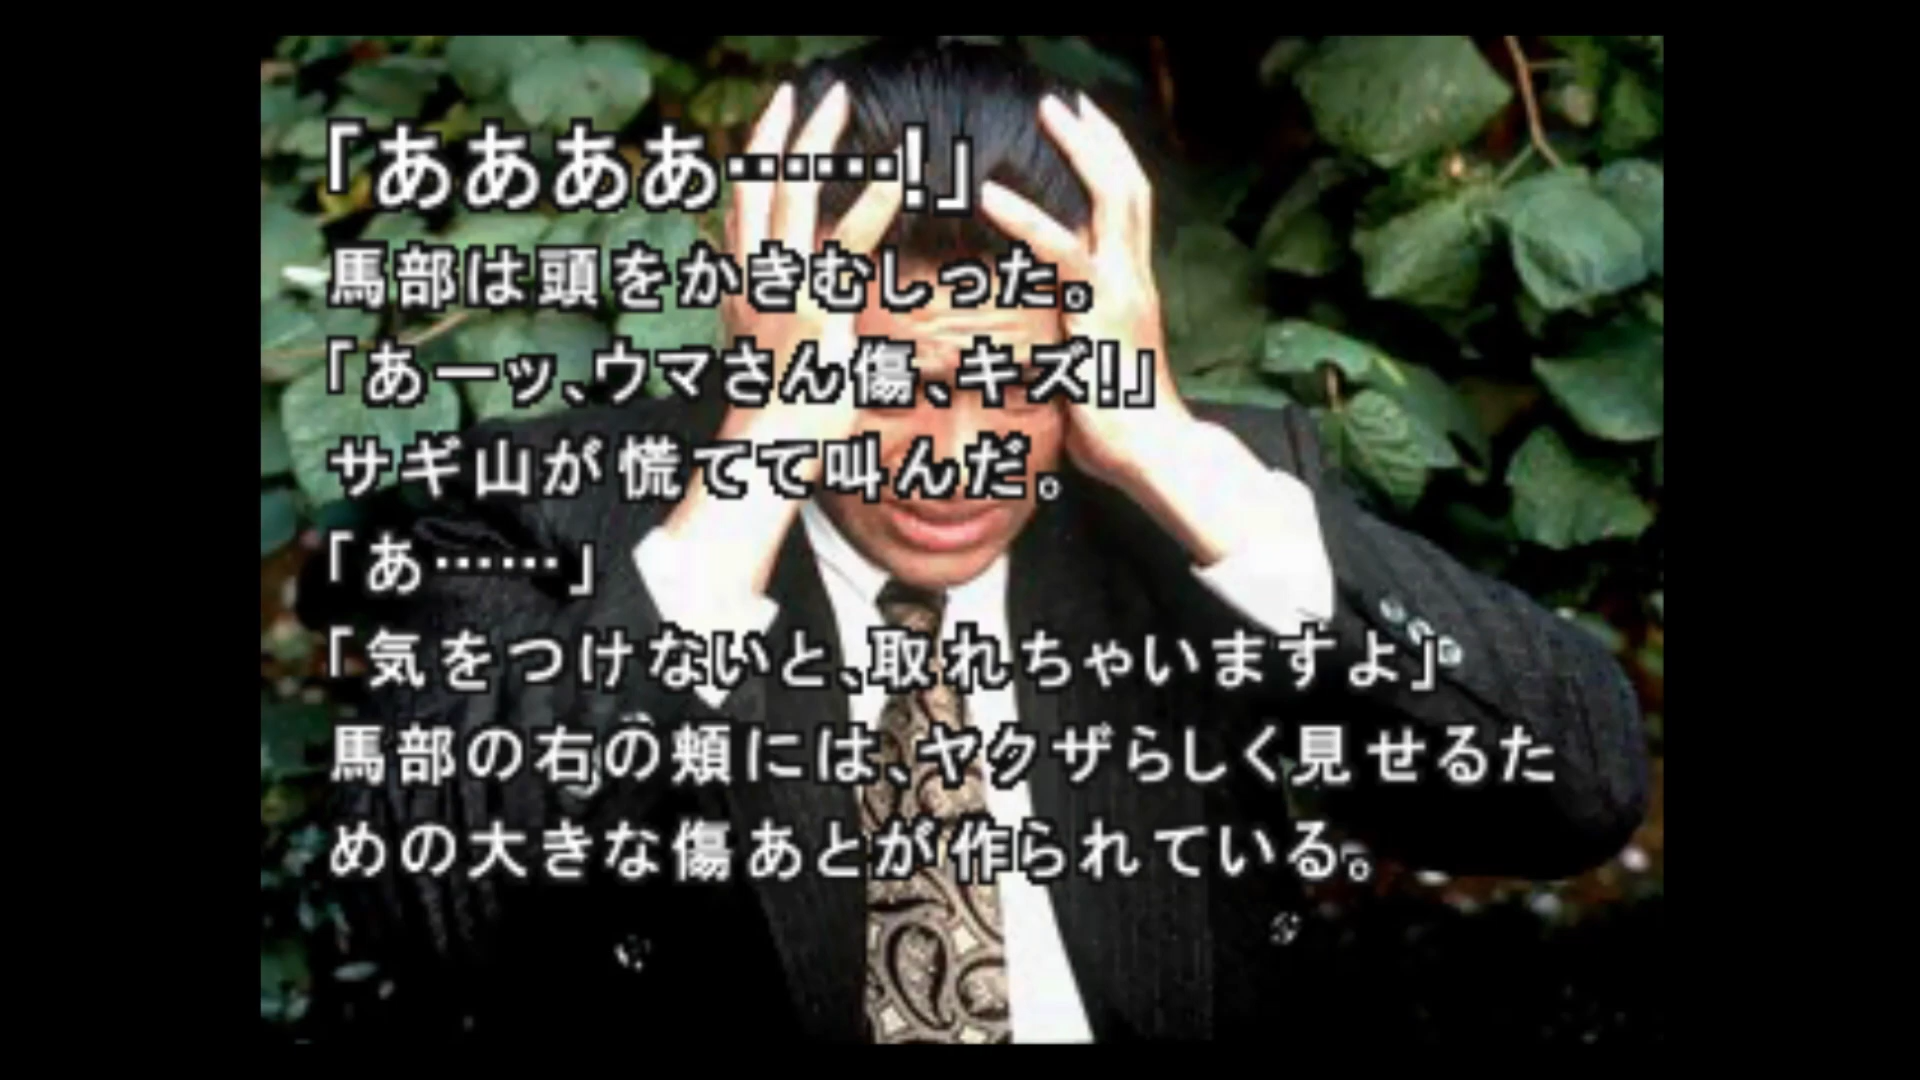 「ああああ……!」
馬部は頭をかきむしった。
「あーッ、ウマさん傷、キズ!」
サギ山が慌てて叫んだ。
「あ……」
「気をつけないと、取れちゃいますよ」
馬部の右の頬には、ヤクザらしく見せるた
めの大きな傷あとが作られている。